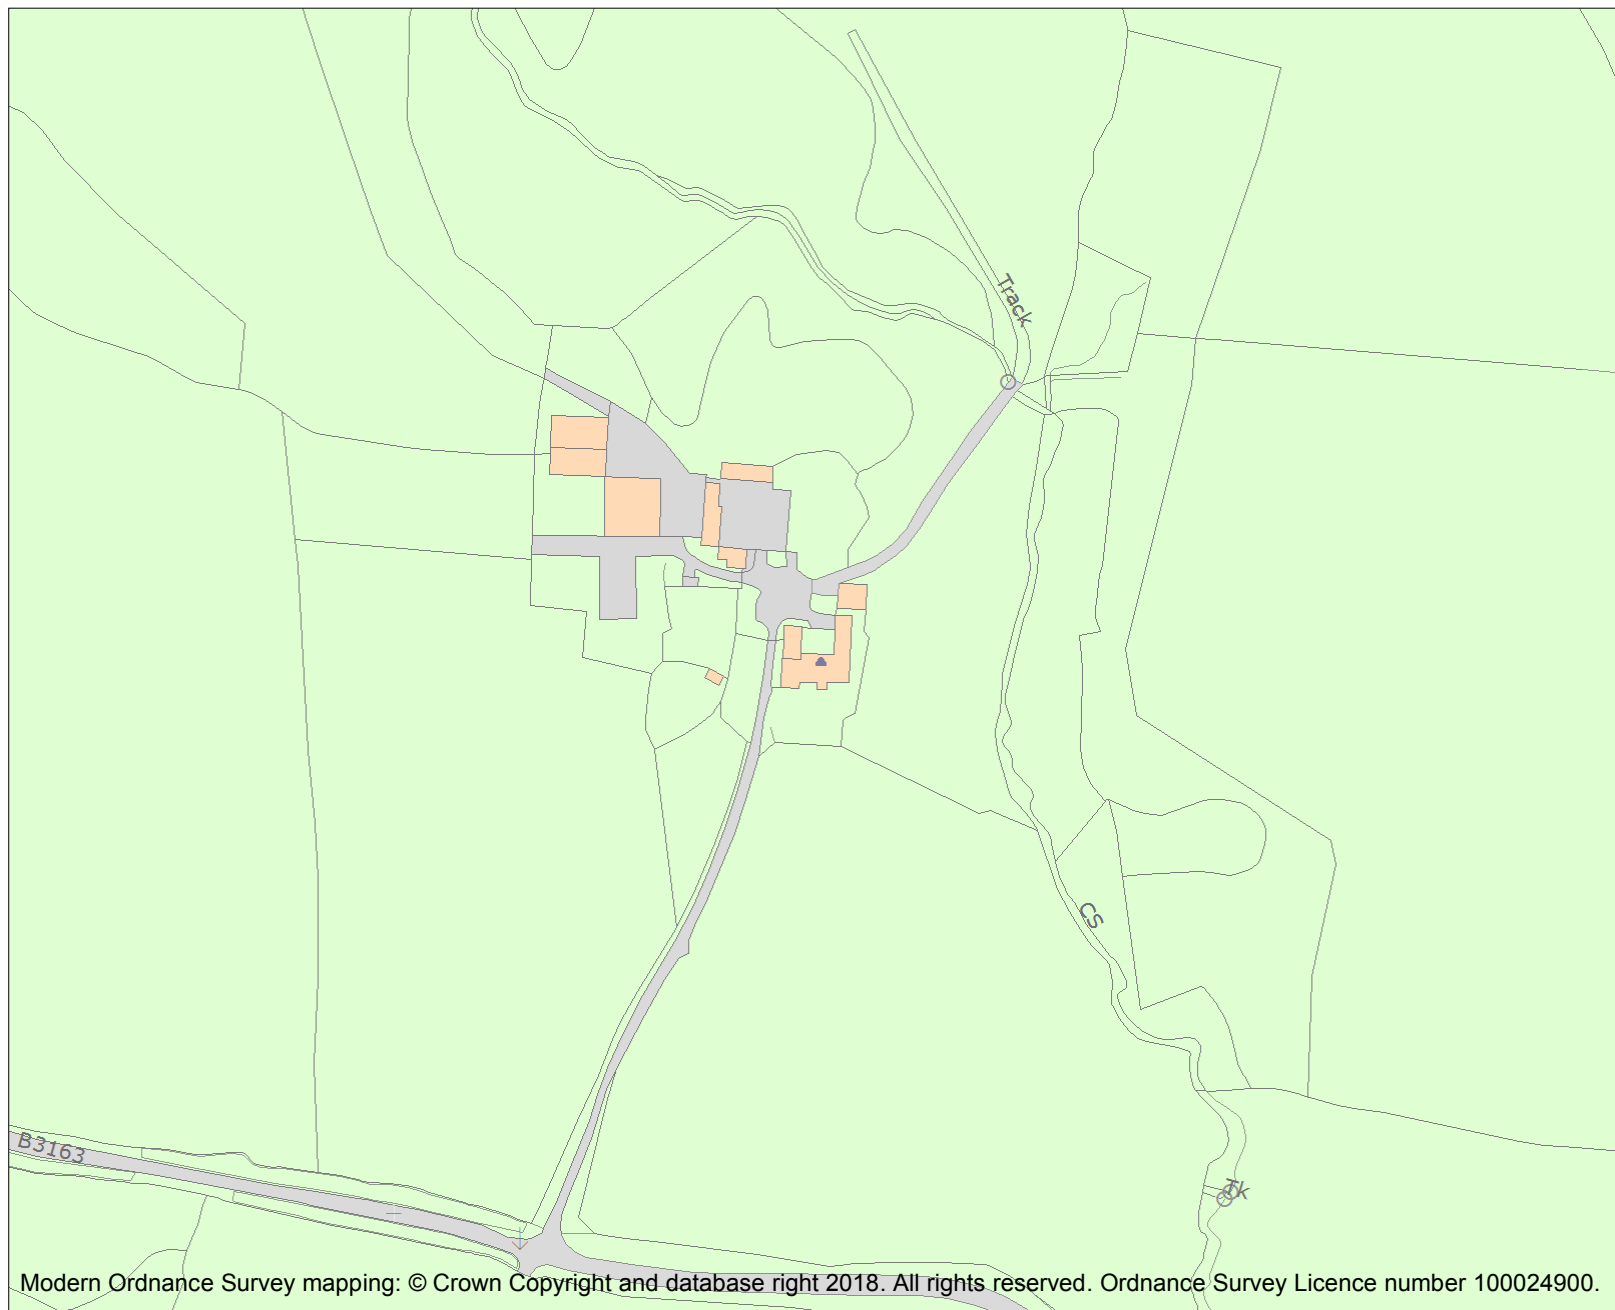 Track
CS
B3163
Tk
Modern Ordnance Survey mapping: © Crown Copyright and database right 2018. All rights reserved. Ordnance Survey Licence number 100024900.